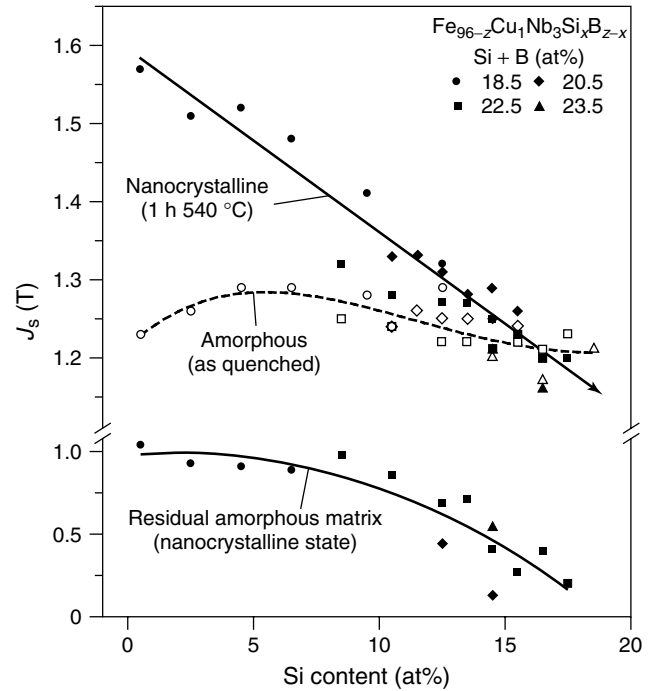 Fe₉₆₋zCu₁Nb₃SiₓB_z₋ₓ
Si + B (at%)
18.5 20.5
22.5 23.5
1.6
1.5
1.4
1.3
1.2
1.0
0.5
0
Jₛ (T)
Nanocrystalline
(1 h 540 °C)
Amorphous
(as quenched)
Residual amorphous matrix
(nanocrystalline state)
0 5 10 15 20
Si content (at%)